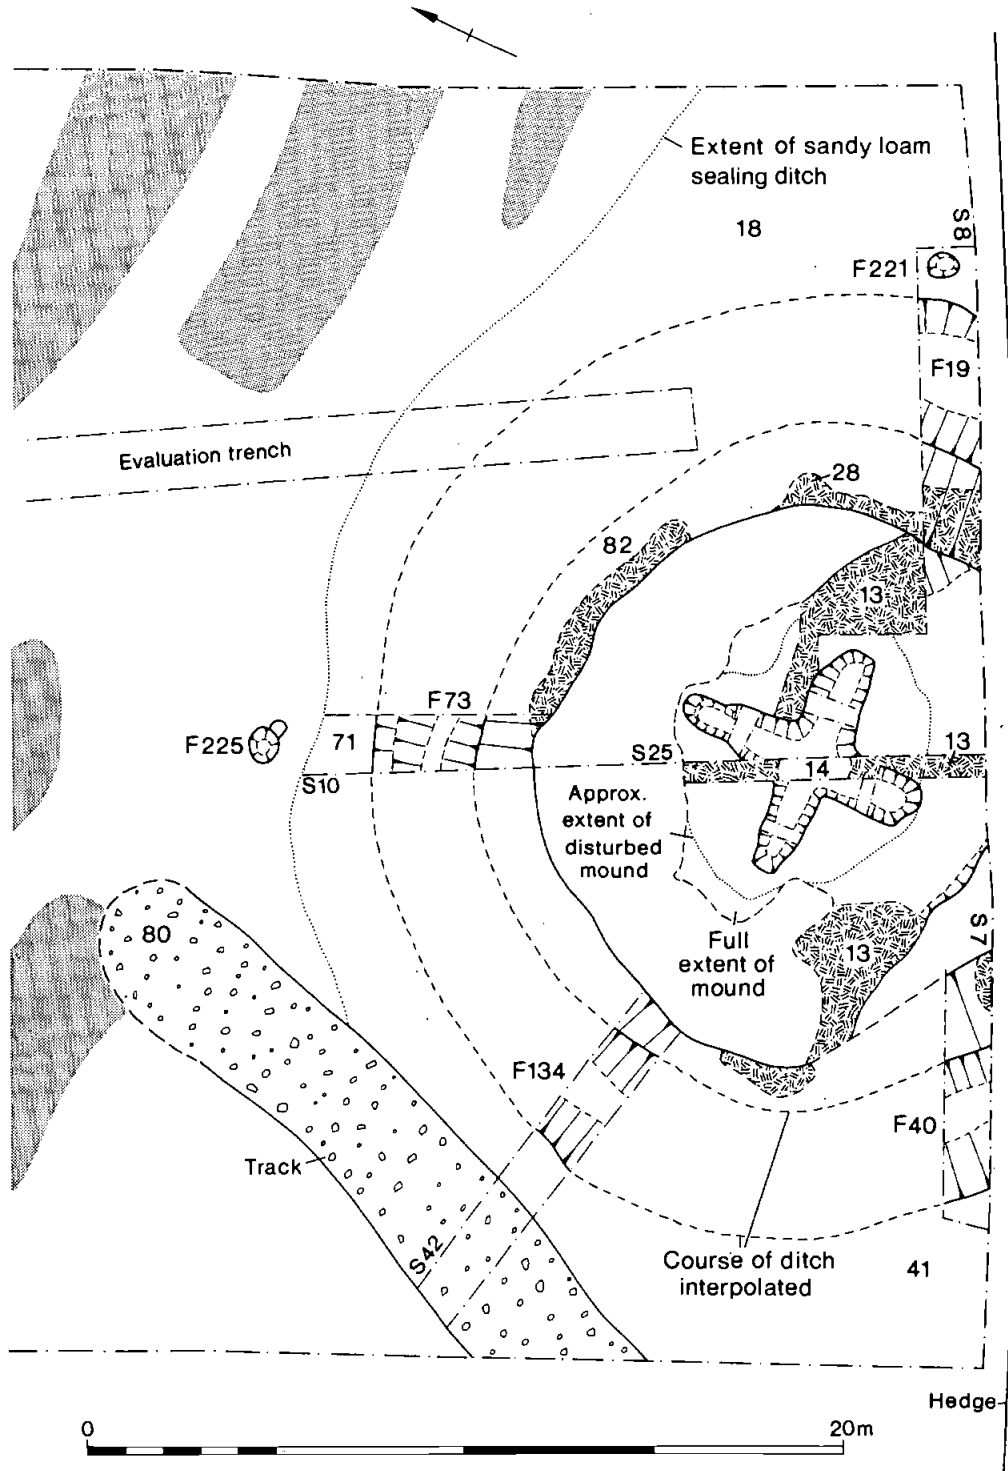 Extent of sandy loam
sealing ditch
18
S8
F221
F19
Evaluation trench
28
82
13
F73
F225
71
S10
S25
14
13
Approx.
extent of
disturbed
mound
80
Full
extent of
mound
13
S7
F134
F40
Track
S42
Course of ditch
interpolated
41
Hedge
0
20m